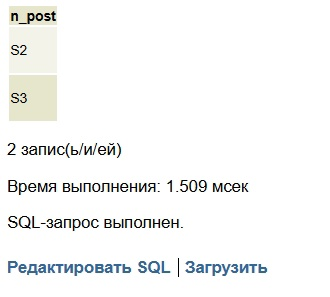 n_post
S2
S3
2 запис(ь/и/ей)
Время выполнения: 1.509 мсек
SQL-запрос выполнен.
Редактировать SQL | Загрузить